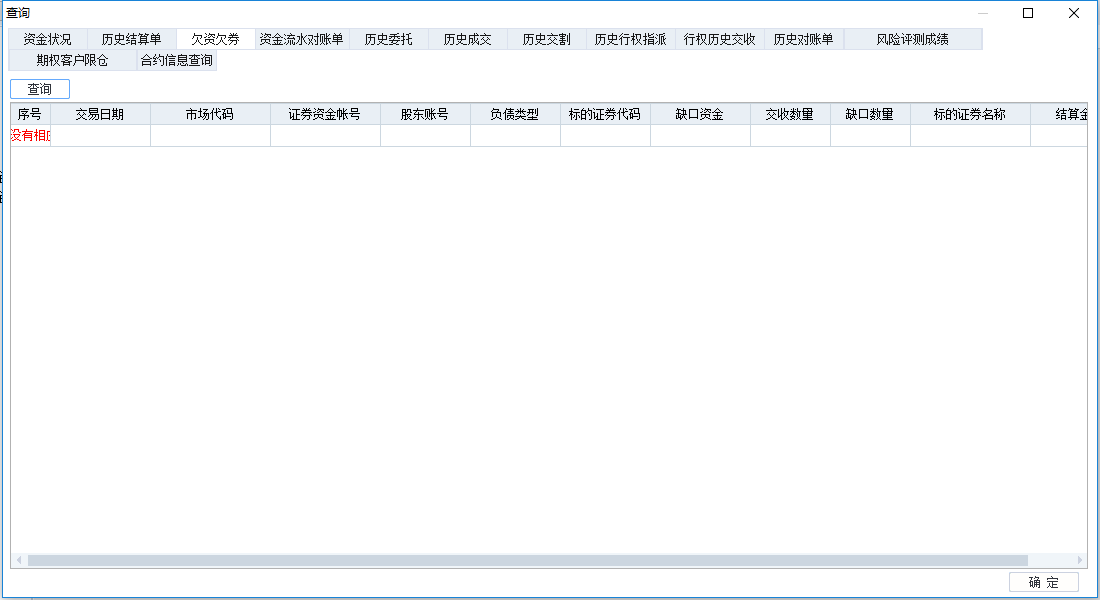 查询
资金状况 历史结算单 欠资欠券 资金流水对账单 历史委托 历史成交 历史交割 历史行权指派 行权历史交收 历史对账单 风险评测成绩
期权客户限仓 合约信息查询
查询
序号 交易日期 市场代码 证券资金帐号 股东账号 负债类型 标的证券代码 缺口资金 交收数量 缺口数量 标的证券名称 结算金
没有相
确 定